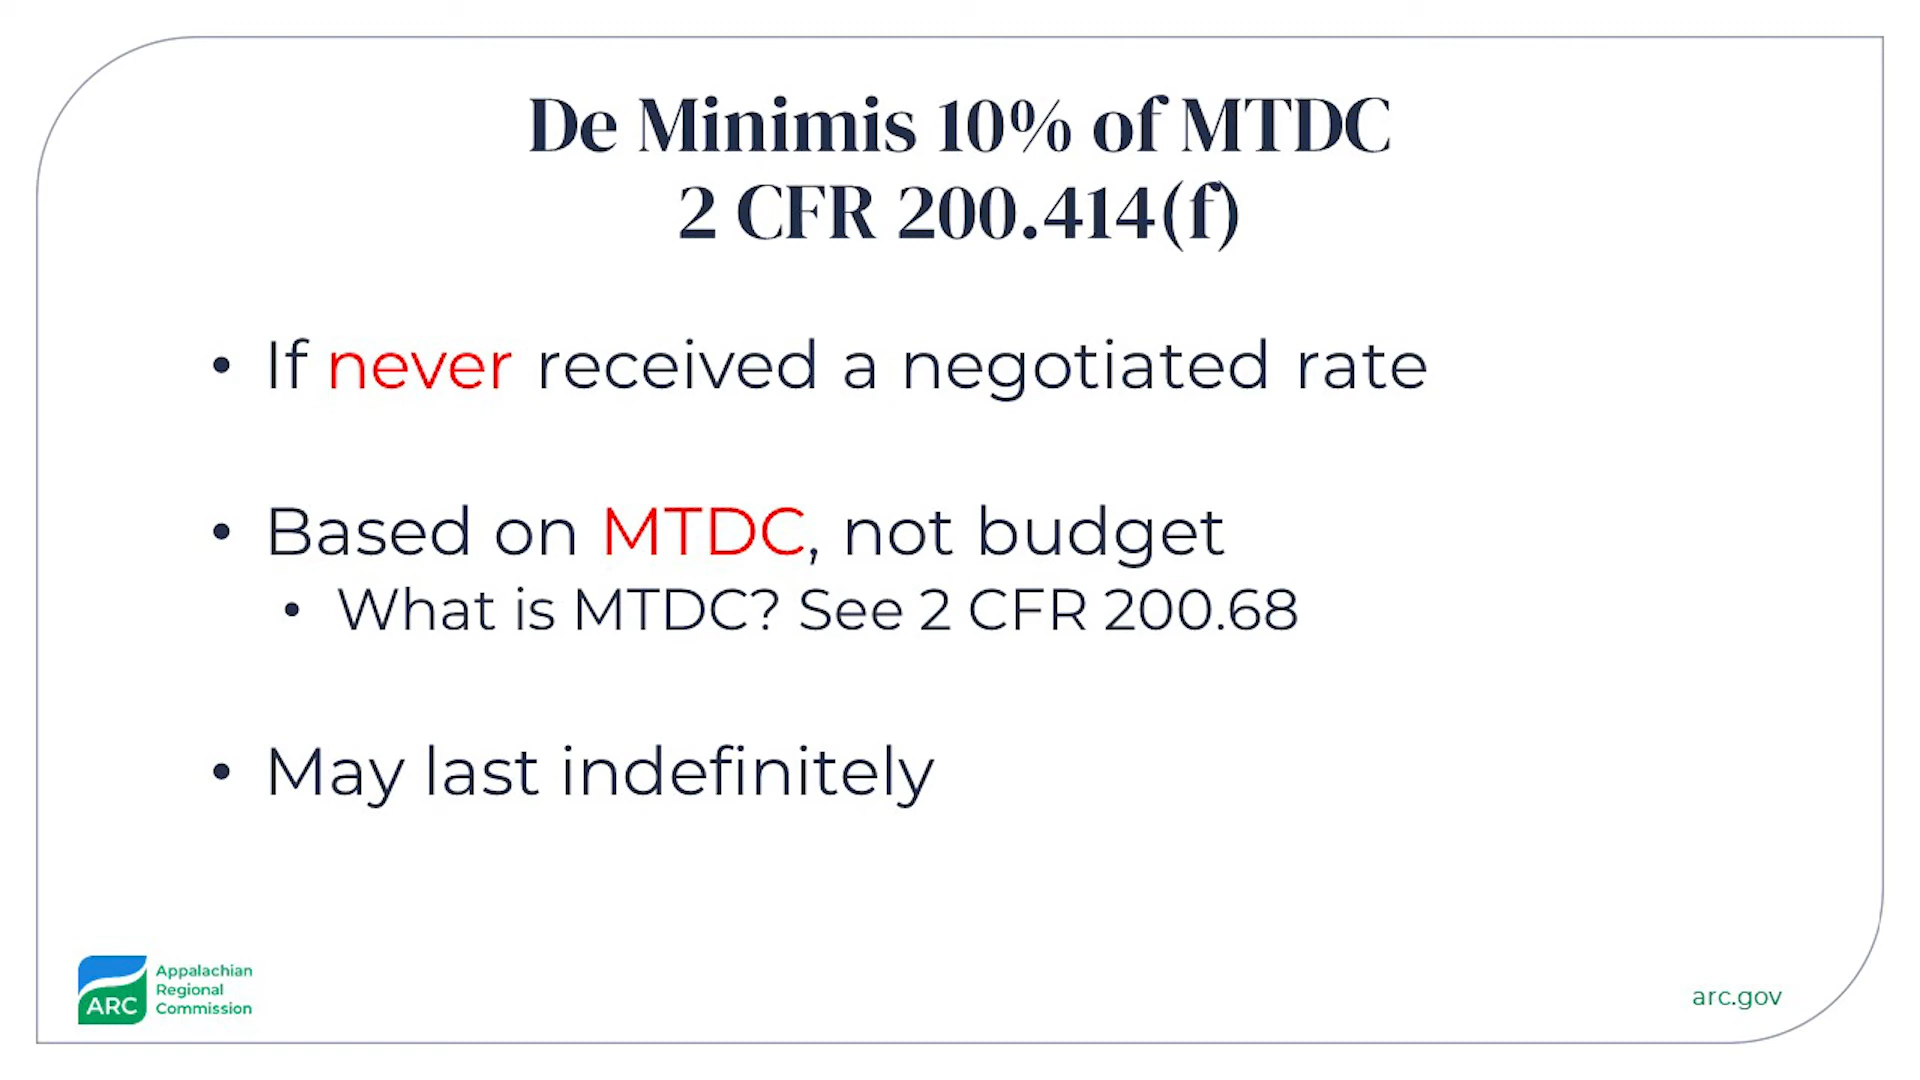 De Minimis 10% of MTDC
2 CFR 200.414(f)
• If never received a negotiated rate
• Based on MTDC, not budget
• What is MTDC? See 2 CFR 200.68
• May last indefinitely
ARC
Appalachian
Regional
Commission
arc.gov